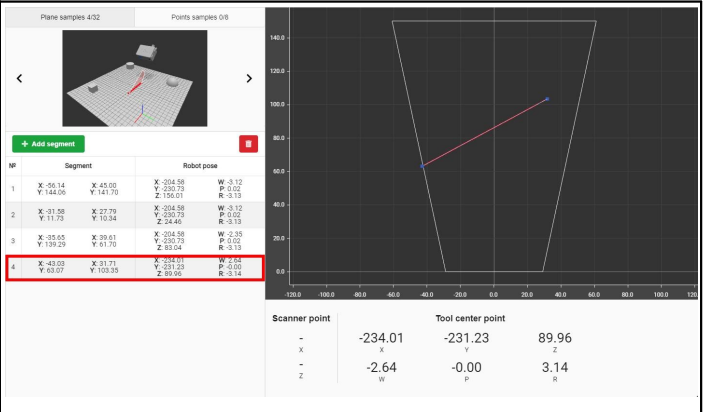 Plane samples 4/32
Points samples 0/8
+ Add segment
Nº Segment Robot pose
1 X: -56.14 X: 45.00 X: -204.58 W: -3.12
Y: 144.06 Y: 141.70 Y: -230.73 P: 0.02
Z: 156.01 R: -3.13
2 X: -31.58 X: 27.79 X: -204.58 W: -3.12
Y: 11.73 Y: 10.34 Y: -230.73 P: 0.02
Z: 24.46 R: -3.13
3 X: -35.65 X: 39.61 X: -204.58 W: -2.35
Y: 139.29 Y: 61.70 Y: -230.73 P: 0.02
Z: 83.04 R: -3.13
4 X: -43.03 X: 31.71 X: -234.01 W: 2.64
Y: 63.07 Y: 103.35 Y: -231.23 P: -0.00
Z: 89.96 R: -3.14
140.0
120.0
100.0
80.0
60.0
40.0
20.0
0.0
-120.0 -100.0 -80.0 -60.0 -40.0 -20.0 0.0 20.0 40.0 60.0 80.0 100.0 120.
Scanner point Tool center point
- -234.01 -231.23 89.96
X X Y Z
- -2.64 -0.00 3.14
Z W P R